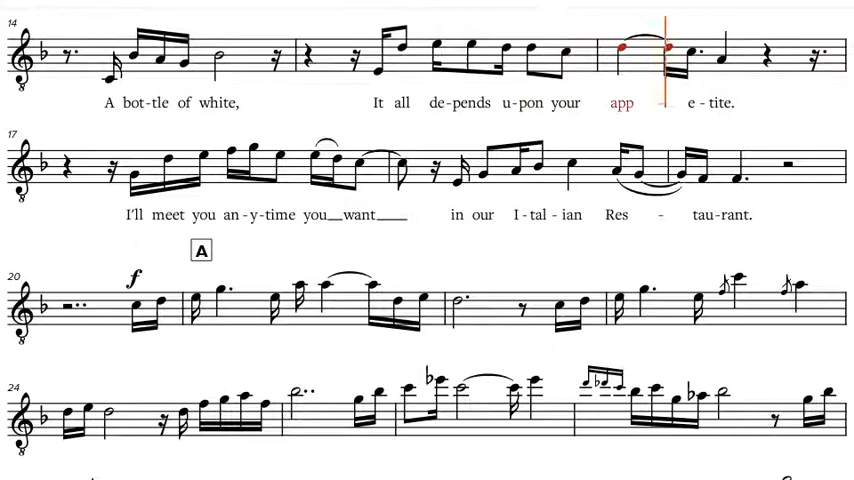 14
A bot-tle of white, It all de-pends u-pon your app - e-tite.
17
I'll meet you an-y-time you want in our I-tal-ian Res - tau-rant.
A
20
f
24